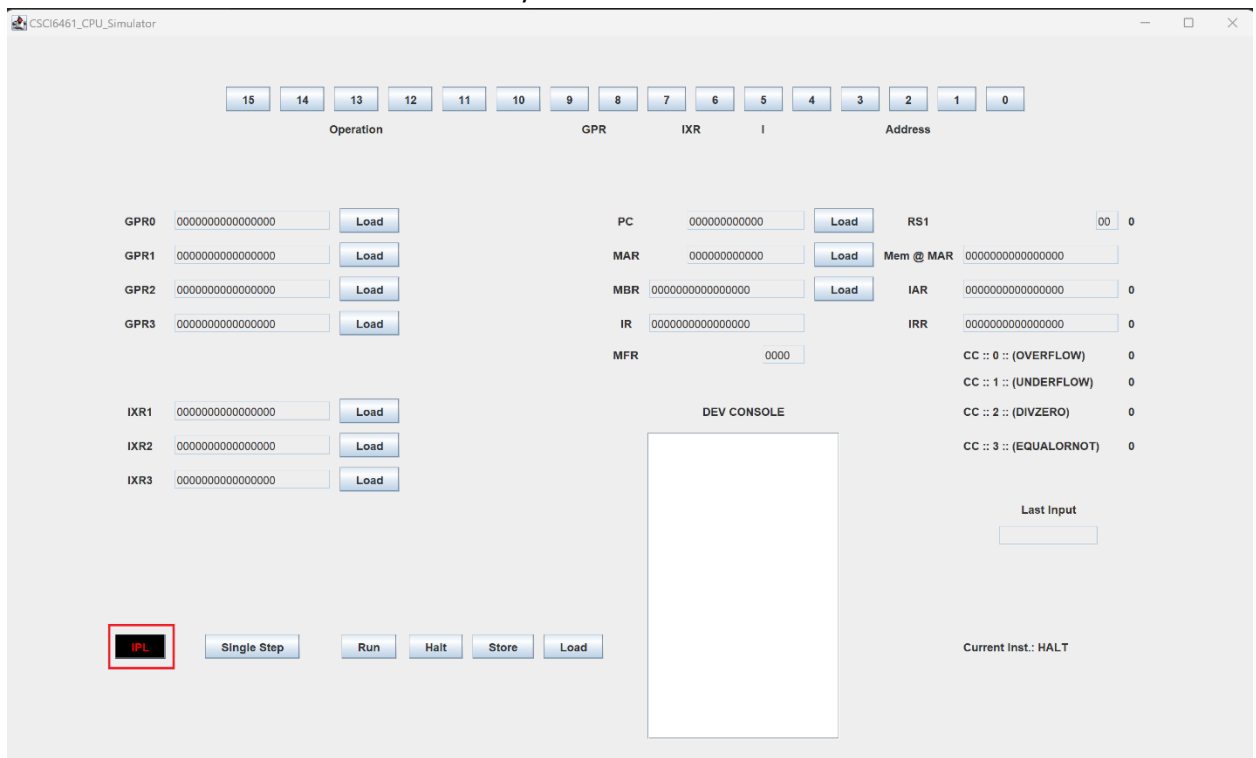 CSCI6461_CPU_Simulator
15 14 13 12 11 10 9 8 7 6 5 4 3 2 1 0
Operation GPR IXR I Address
GPR0 0000000000000000 Load PC 000000000000 Load RS1 00 0
GPR1 0000000000000000 Load MAR 000000000000 Load Mem @ MAR 0000000000000000
GPR2 0000000000000000 Load MBR 0000000000000000 Load IAR 0000000000000000 0
GPR3 0000000000000000 Load IR 0000000000000000 IRR 0000000000000000 0
MFR 0000 CC :: 0 :: (OVERFLOW) 0
CC :: 1 :: (UNDERFLOW) 0
IXR1 0000000000000000 Load DEV CONSOLE CC :: 2 :: (DIVZERO) 0
IXR2 0000000000000000 Load CC :: 3 :: (EQUALORNOT) 0
IXR3 0000000000000000 Load
Last Input
IPL Single Step Run Halt Store Load Current Inst.: HALT